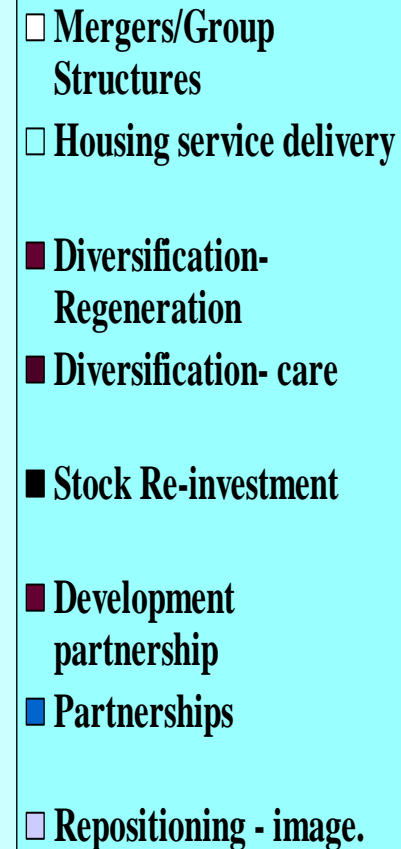 Mergers/Group
Structures
Housing service delivery
Diversification-
Regeneration
Diversification- care
Stock Re-investment
Development
partnership
Partnerships
Repositioning - image.